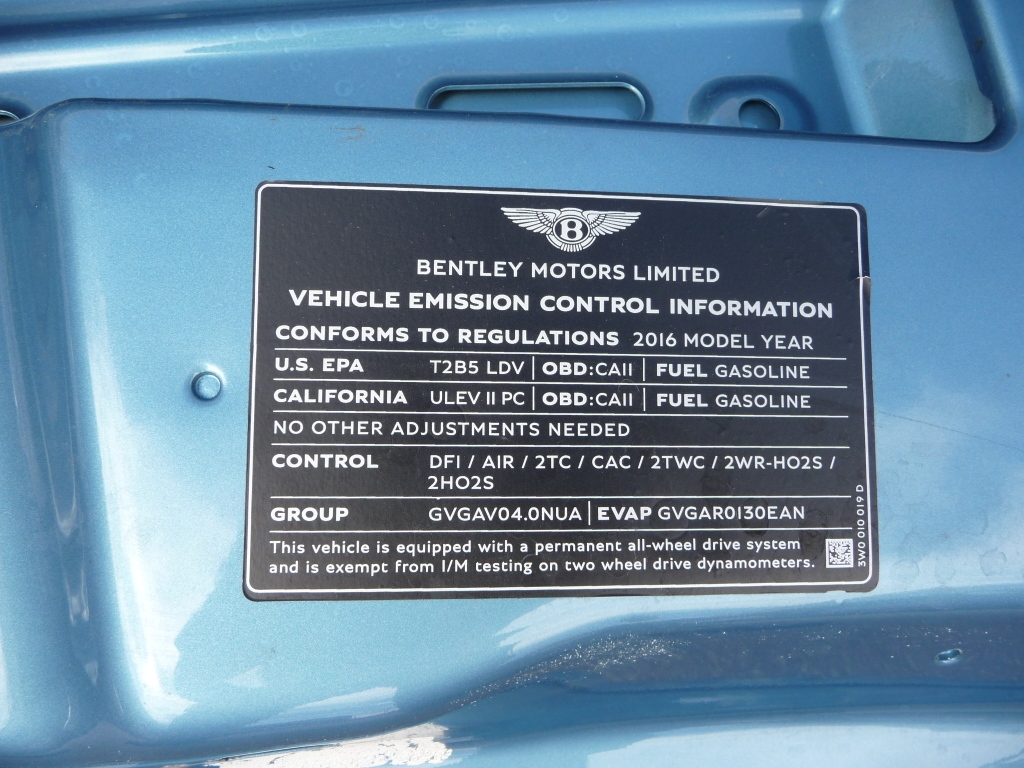 B
BENTLEY MOTORS LIMITED
VEHICLE EMISSION CONTROL INFORMATION
CONFORMS TO REGULATIONS 2016 MODEL YEAR
U.S. EPA T2B5 LDV | OBD:CAII | FUEL GASOLINE
CALIFORNIA ULEV II PC | OBD:CAII | FUEL GASOLINE
NO OTHER ADJUSTMENTS NEEDED
CONTROL DFI / AIR / 2TC / CAC / 2TWC / 2WR-HO2S /
2HO2S
GROUP GVGAV04.0NUA | EVAP GVGAR0130EAN
This vehicle is equipped with a permanent all-wheel drive system
and is exempt from I/M testing on two wheel drive dynamometers.
3W0 010 019 D